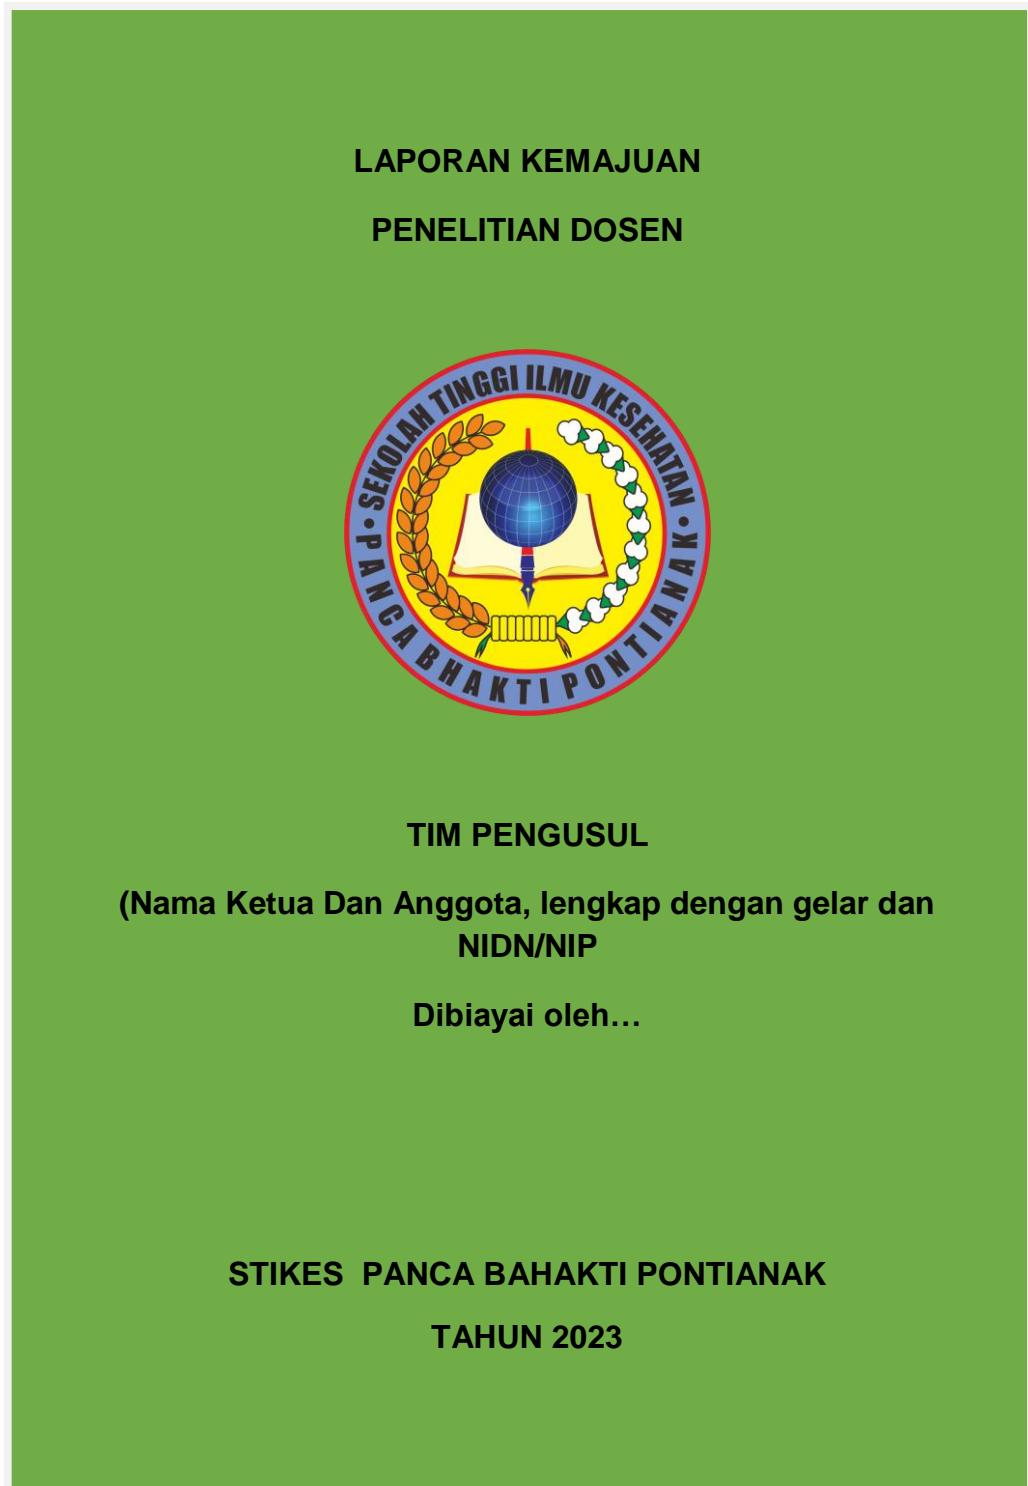 LAPORAN KEMAJUAN
PENELITIAN DOSEN
SEKOLAH TINGGI ILMU KESEHATAN
PANCA BHAKTI PONTIANAK
TIM PENGUSUL
(Nama Ketua Dan Anggota, lengkap dengan gelar dan
NIDN/NIP
Dibiayai oleh…
STIKES  PANCA BAHAKTI PONTIANAK
TAHUN 2023